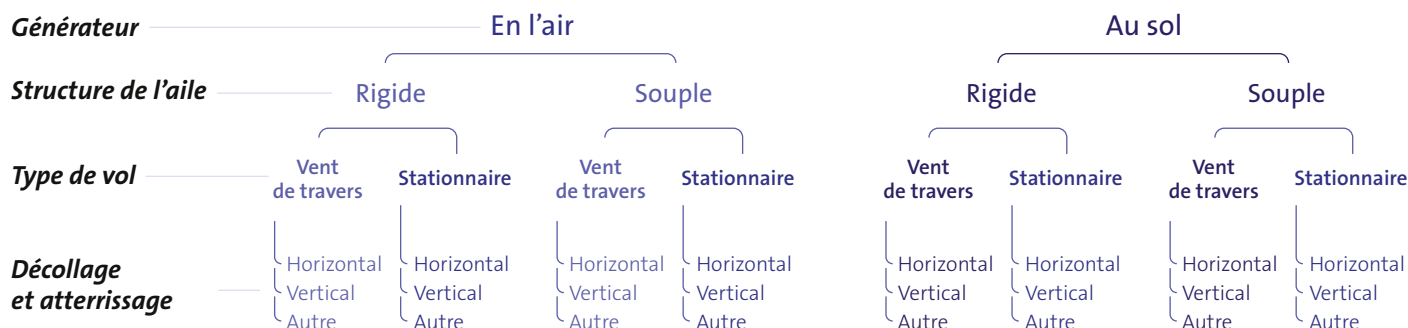 Générateur En l'air Au sol
Structure de l'aile Rigide Souple Rigide Souple
Type de vol Vent de travers Stationnaire Vent de travers Stationnaire Vent de travers Stationnaire Vent de travers Stationnaire
Décollage et atterrissage
Horizontal Horizontal Horizontal Horizontal Horizontal Horizontal Horizontal Horizontal
Vertical Vertical Vertical Vertical Vertical Vertical Vertical Vertical
Autre Autre Autre Autre Autre Autre Autre Autre